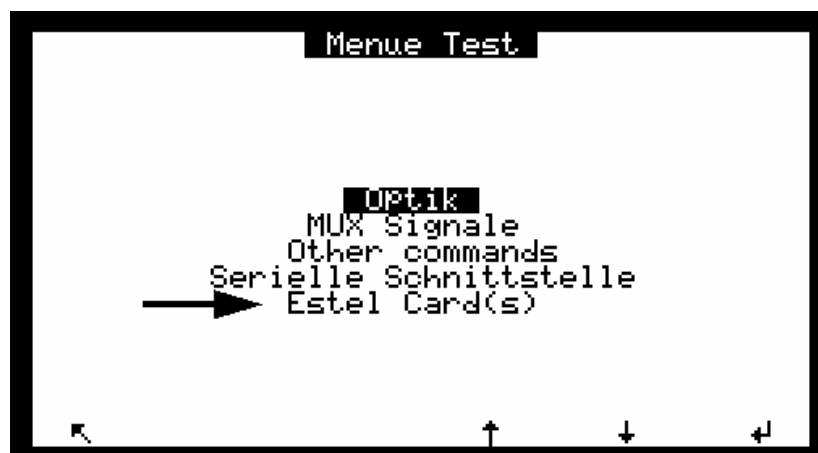 Menue Test
Optik
MUX Signale
Other commands
Serielle Schnittstelle
Estel Card(s)